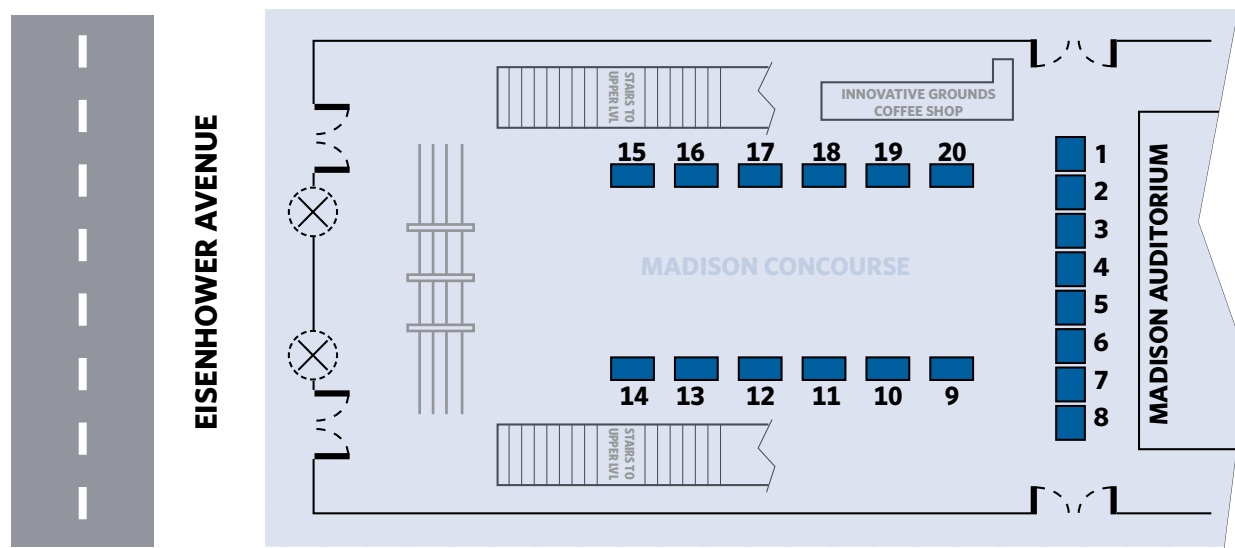 EISENHOWER AVENUE
STAIRS TO
UPPER LVL
INNOVATIVE GROUNDS
COFFEE SHOP
15 16 17 18 19 20
1
2
3
4
5
6
7
8
MADISON AUDITORIUM
MADISON CONCOURSE
14 13 12 11 10 9
STAIRS TO
UPPER LVL